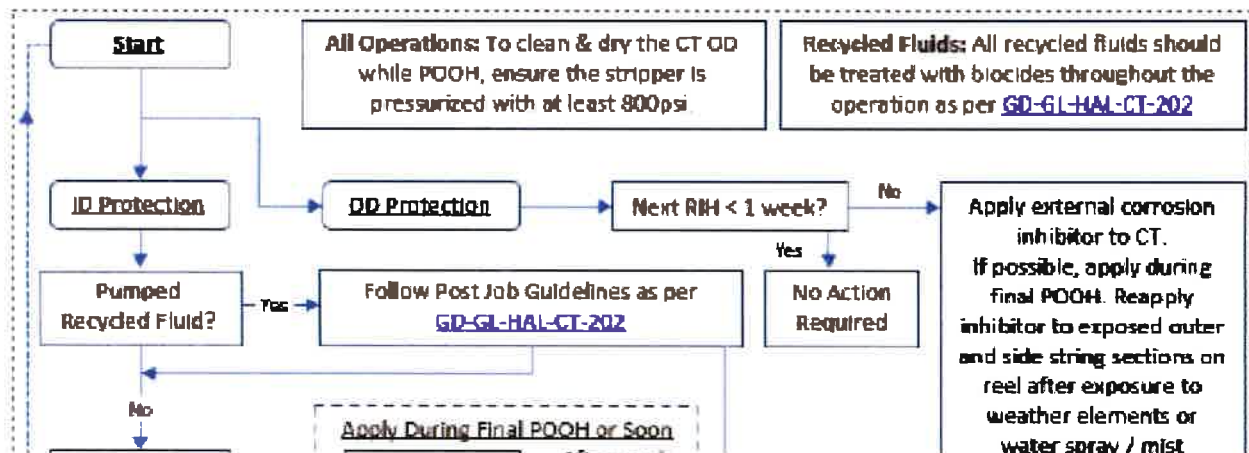 Start
All Operations: To clean & dry the CT OD
while POOH, ensure the stripper is
pressurized with at least 800psi
Recycled Fluids: All recycled fluids should
be treated with biocides throughout the
operation as per GD-GL-HAL-CT-202
ID Protection
OD Protection
Next RIH < 1 week?
No
Yes
Apply external corrosion
inhibitor to CT.
If possible, apply during
final POOH. Reapply
inhibitor to exposed outer
and side string sections on
reel after exposure to
weather elements or
water spray / mist
Pumped
Recycled Fluid?
Yes
Follow Post Job Guidelines as per
GD-GL-HAL-CT-202
No Action
Required
No
Apply During Final POOH or Soon